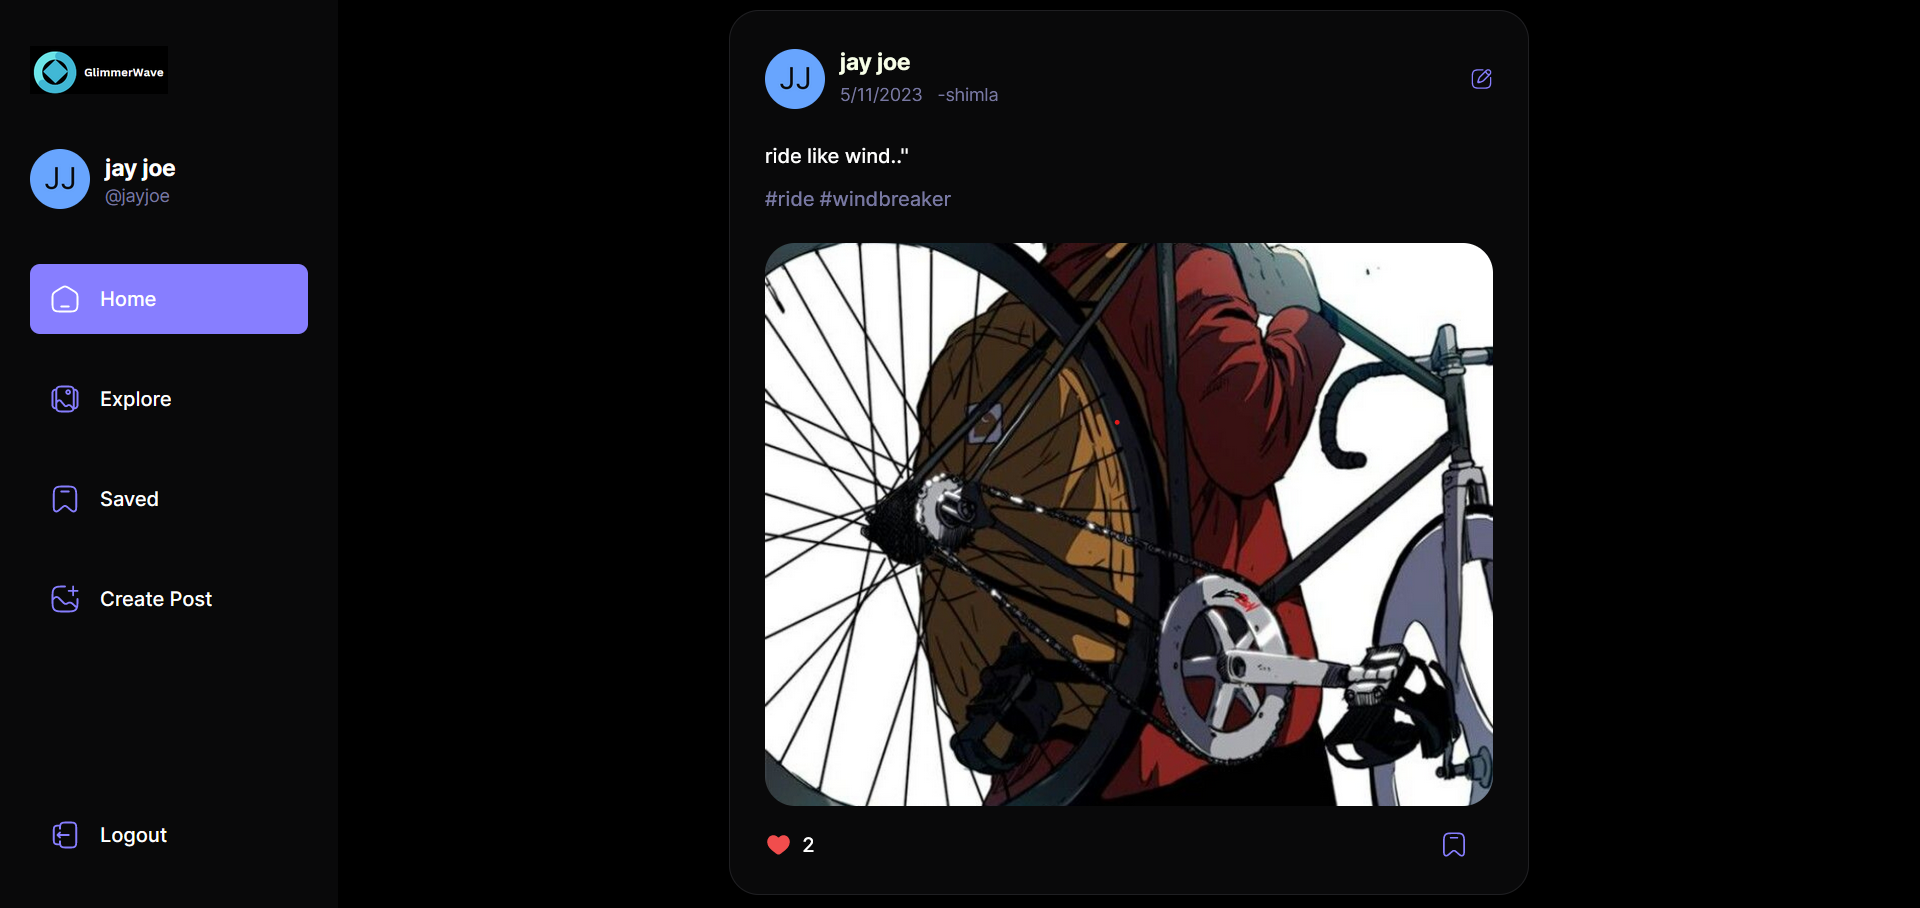 GlimmerWave
JJ
jay joe
@jayjoe
Home
Explore
Saved
Create Post
Logout
JJ
jay joe
5/11/2023 -shimla
ride like wind.."
#ride #windbreaker
2